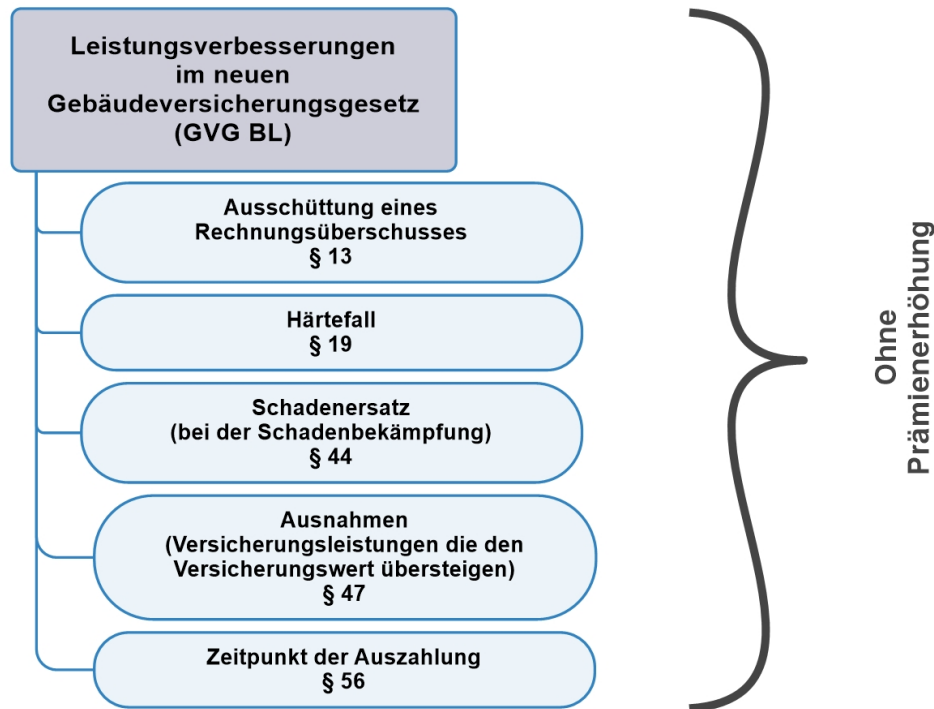 Leistungsverbesserungen
im neuen
Gebäudeversicherungsgesetz
(GVG BL)
Ausschüttung eines
Rechnungsüberschusses
§ 13
Härtefall
§ 19
Schadenersatz
(bei der Schadenbekämpfung)
§ 44
Ausnahmen
(Versicherungsleistungen die den
Versicherungswert übersteigen)
§ 47
Zeitpunkt der Auszahlung
§ 56
Ohne
Prämienerhöhung